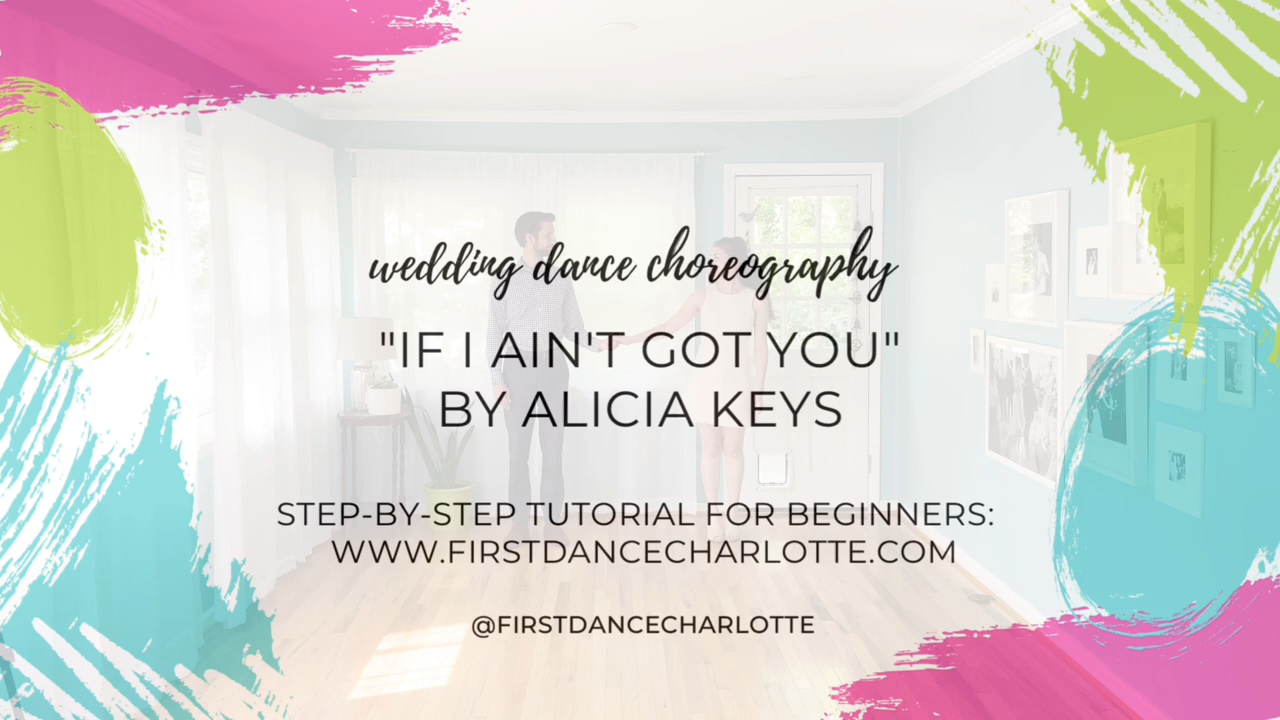 wedding dance choreography
"IF I AIN'T GOT YOU"
BY ALICIA KEYS
STEP-BY-STEP TUTORIAL FOR BEGINNERS:
WWW.FIRSTDANCECHARLOTTE.COM
@FIRSTDANCECHARLOTTE